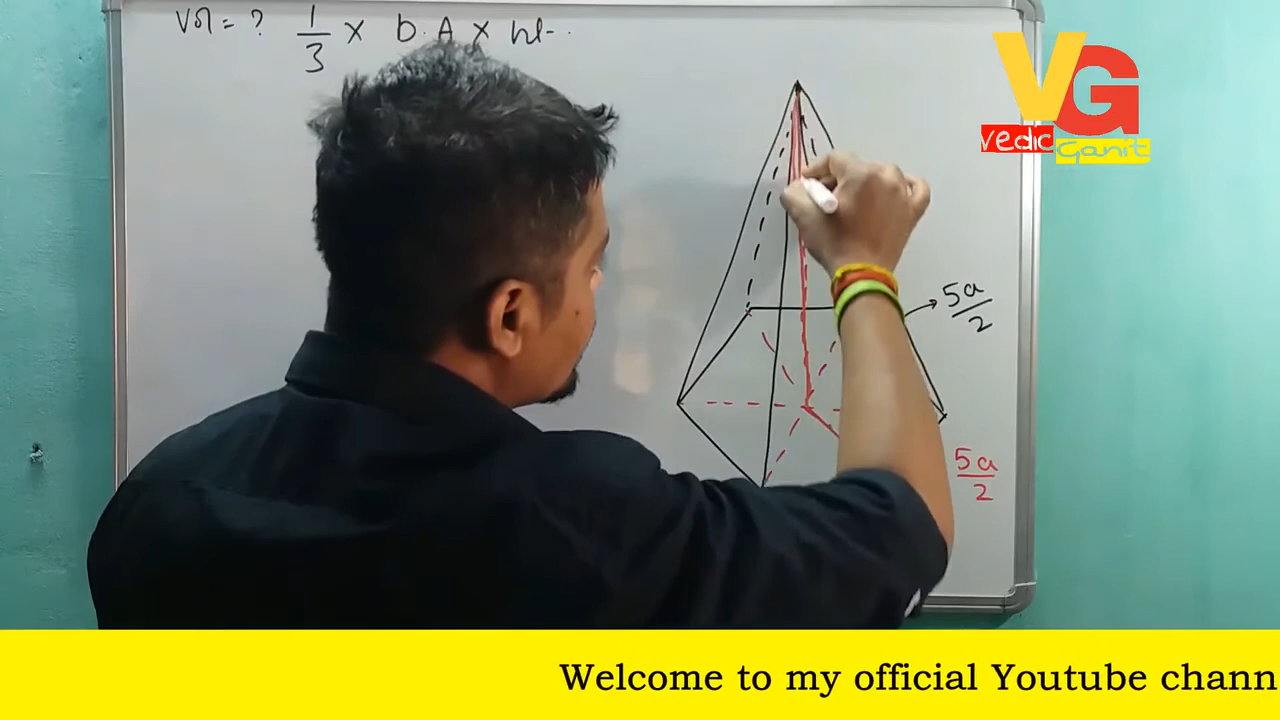 Vol = ? 1/3 × b.A × ht.
VG
vedic
Ganit
5a/2
5a/2
Welcome to my official Youtube chann